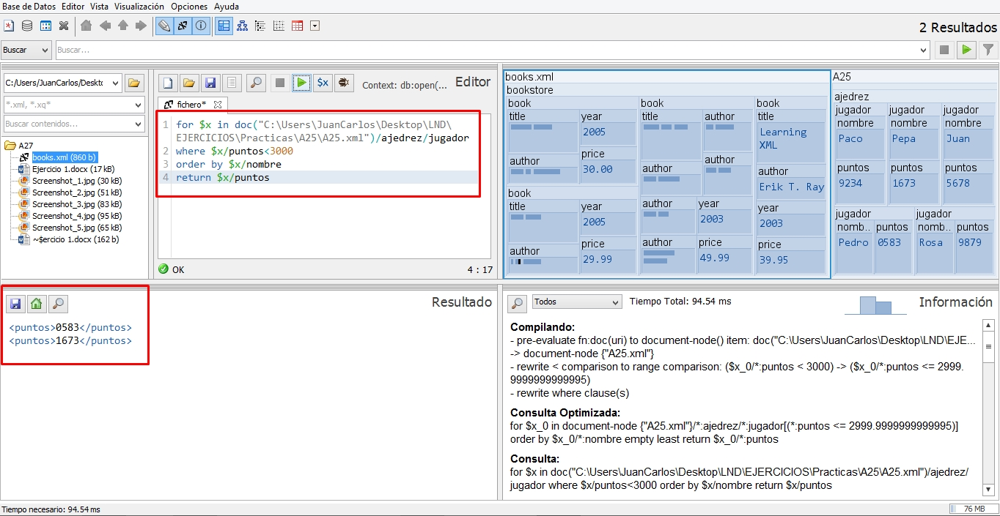 Base de Datos Editor Vista Visualización Opciones Ayuda
2 Resultados
Buscar Buscar...
C:/Users/JuanCarlos/Deskto
*.xml, *.xq*
Buscar contenidos...
A27
books.xml (860 b)
Ejercicio 1.docx (17 kB)
Screenshot_1.jpg (30 kB)
Screenshot_2.jpg (51 kB)
Screenshot_3.jpg (83 kB)
Screenshot_4.jpg (95 kB)
Screenshot_5.jpg (65 kB)
~$ercicio 1.docx (162 b)
$x Context: db:open(... Editor
fichero*
1 for $x in doc("C:\Users\JuanCarlos\Desktop\LND\
EJERCICIOS\Practicas\A25\A25.xml")/ajedrez/jugador
2 where $x/puntos<3000
3 order by $x/nombre
4 return $x/puntos
OK 4 : 17
books.xml
bookstore
book
title
year
2005
author
price
30.00
book
title
year
2005
author
price
29.99
book
title
author
author
author
author
year
2003
author
price
49.99
book
title
Learning
XML
author
Erik T. Ray
year
2003
price
39.95
A25
ajedrez
jugador jugador jugador
nombre nombre nombre
Paco Pepa Juan
puntos puntos puntos
9234 1673 5678
jugador jugador
nomb.. puntos nomb.. puntos
Pedro 0583 Rosa 9879
Resultado
<puntos>0583</puntos>
<puntos>1673</puntos>
Todos Tiempo Total: 94.54 ms Información
Compilando:
- pre-evaluate fn:doc(uri) to document-node() item: doc("C:\Users\JuanCarlos\Desktop\LND\EJE...
-> document-node {"A25.xml"}
- rewrite < comparison to range comparison: ($x_0/*:puntos < 3000) -> ($x_0/*:puntos <= 2999.
9999999999995)
- rewrite where clause(s)
Consulta Optimizada:
for $x_0 in document-node {"A25.xml"}/*:ajedrez/*:jugador[(*:puntos <= 2999.9999999999995)]
order by $x_0/*:nombre empty least return $x_0/*:puntos
Consulta:
for $x in doc("C:\Users\JuanCarlos\Desktop\LND\EJERCICIOS\Practicas\A25\A25.xml")/ajedrez/
jugador where $x/puntos<3000 order by $x/nombre return $x/puntos
Tiempo necesario: 94.54 ms
76 MB